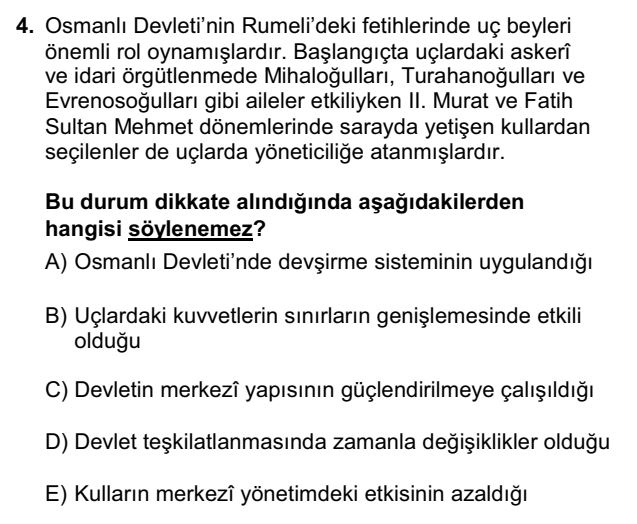 4. Osmanlı Devleti’nin Rumeli’deki fetihlerinde uç beyleri
önemli rol oynamışlardır. Başlangıçta uçlardaki askerî
ve idari örgütlenmede Mihaloğulları, Turahanoğulları ve
Evrenosoğulları gibi aileler etkiliyken II. Murat ve Fatih
Sultan Mehmet dönemlerinde sarayda yetişen kullardan
seçilenler de uçlarda yöneticiliğe atanmışlardır.
Bu durum dikkate alındığında aşağıdakilerden
hangisi söylenemez?
A) Osmanlı Devleti’nde devşirme sisteminin uygulandığı
B) Uçlardaki kuvvetlerin sınırların genişlemesinde etkili
olduğu
C) Devletin merkezî yapısının güçlendirilmeye çalışıldığı
D) Devlet teşkilatlanmasında zamanla değişiklikler olduğu
E) Kulların merkezî yönetimdeki etkisinin azaldığı